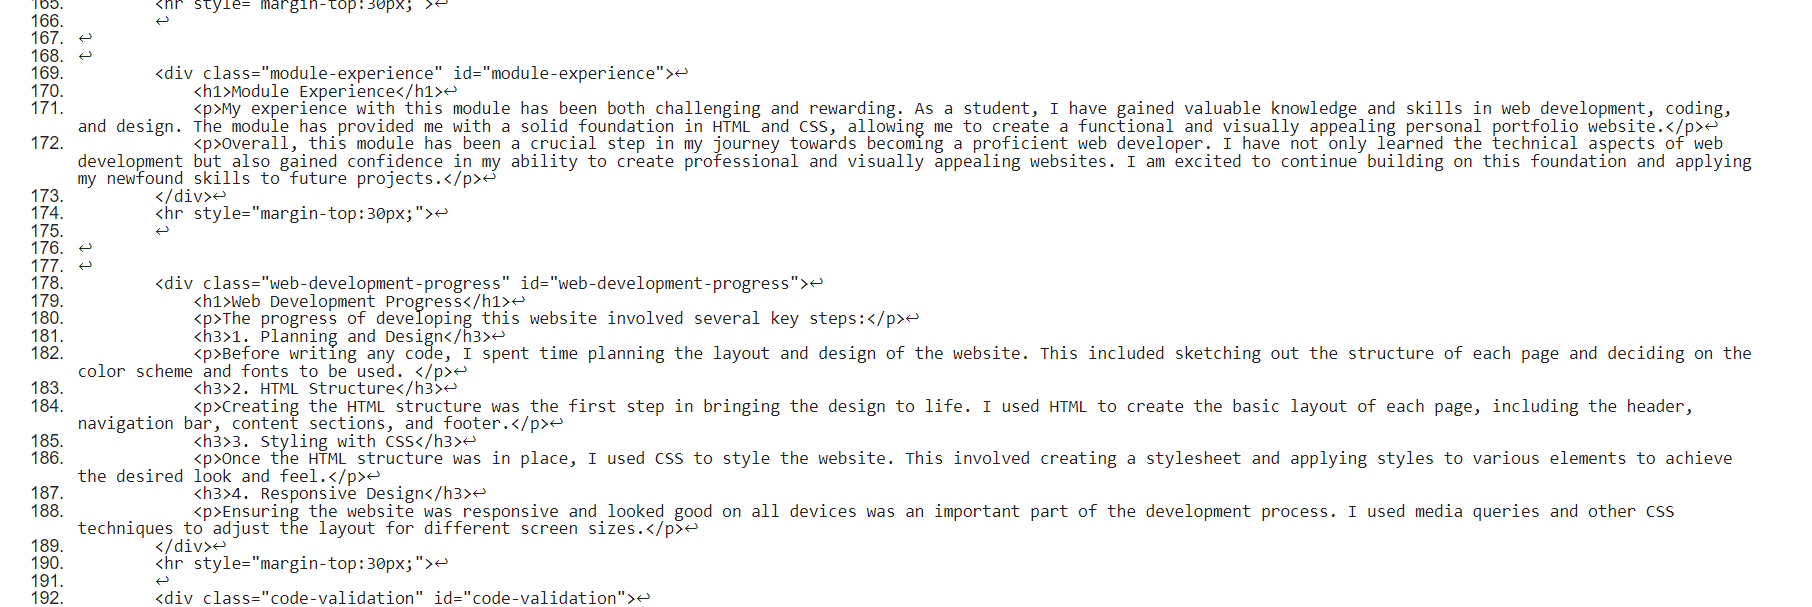 165. <hr style="margin-top:30px;">↩
166. ↩
167. ↩
168. ↩
169. <div class="module-experience" id="module-experience">↩
170. <h1>Module Experience</h1>↩
171. <p>My experience with this module has been both challenging and rewarding. As a student, I have gained valuable knowledge and skills in web development, coding,
and design. The module has provided me with a solid foundation in HTML and CSS, allowing me to create a functional and visually appealing personal portfolio website.</p>↩
172. <p>Overall, this module has been a crucial step in my journey towards becoming a proficient web developer. I have not only learned the technical aspects of web
development but also gained confidence in my ability to create professional and visually appealing websites. I am excited to continue building on this foundation and applying
my newfound skills to future projects.</p>↩
173. </div>↩
174. <hr style="margin-top:30px;">↩
175. ↩
176. ↩
177. ↩
178. <div class="web-development-progress" id="web-development-progress">↩
179. <h1>Web Development Progress</h1>↩
180. <p>The progress of developing this website involved several key steps:</p>↩
181. <h3>1. Planning and Design</h3>↩
182. <p>Before writing any code, I spent time planning the layout and design of the website. This included sketching out the structure of each page and deciding on the
color scheme and fonts to be used. </p>↩
183. <h3>2. HTML Structure</h3>↩
184. <p>Creating the HTML structure was the first step in bringing the design to life. I used HTML to create the basic layout of each page, including the header,
navigation bar, content sections, and footer.</p>↩
185. <h3>3. Styling with CSS</h3>↩
186. <p>Once the HTML structure was in place, I used CSS to style the website. This involved creating a stylesheet and applying styles to various elements to achieve
the desired look and feel.</p>↩
187. <h3>4. Responsive Design</h3>↩
188. <p>Ensuring the website was responsive and looked good on all devices was an important part of the development process. I used media queries and other CSS
techniques to adjust the layout for different screen sizes.</p>↩
189. </div>↩
190. <hr style="margin-top:30px;">↩
191. ↩
192. <div class="code-validation" id="code-validation">↩